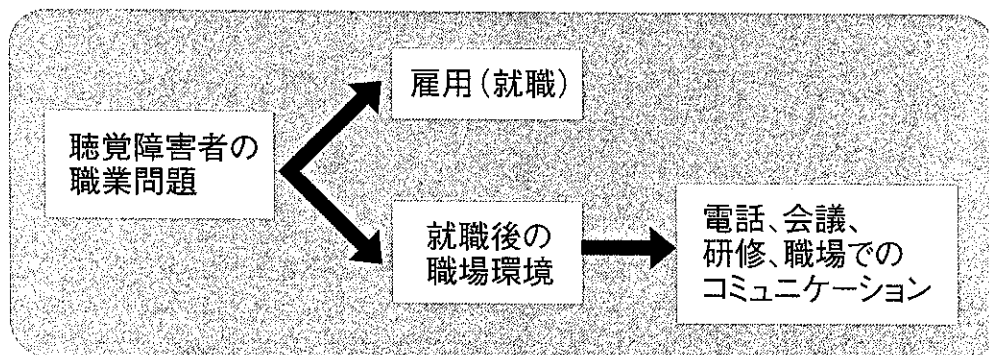 聴覚障害者の
職業問題
雇用(就職)
就職後の
職場環境
電話、会議、
研修、職場での
コミュニケーション